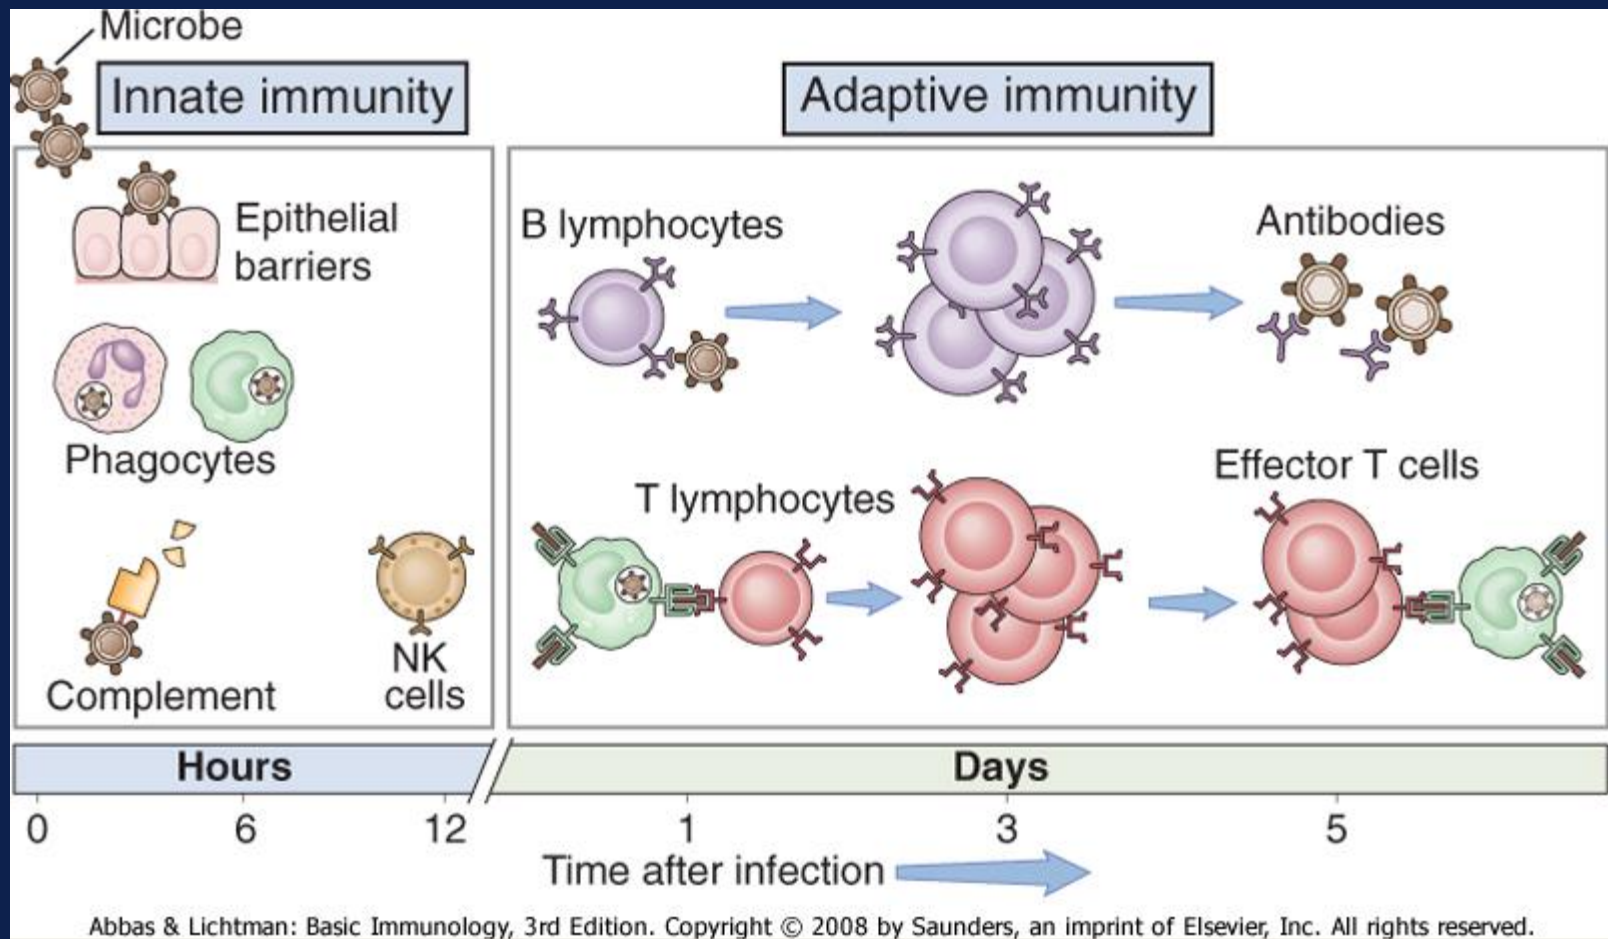 Microbe
Innate immunity
Adaptive immunity
Epithelial
barriers
Phagocytes
Complement
NK
cells
B lymphocytes
Antibodies
T lymphocytes
Effector T cells
Hours
Days
0 6 12 1 3 5
Time after infection
Abbas & Lichtman: Basic Immunology, 3rd Edition. Copyright © 2008 by Saunders, an imprint of Elsevier, Inc. All rights reserved.